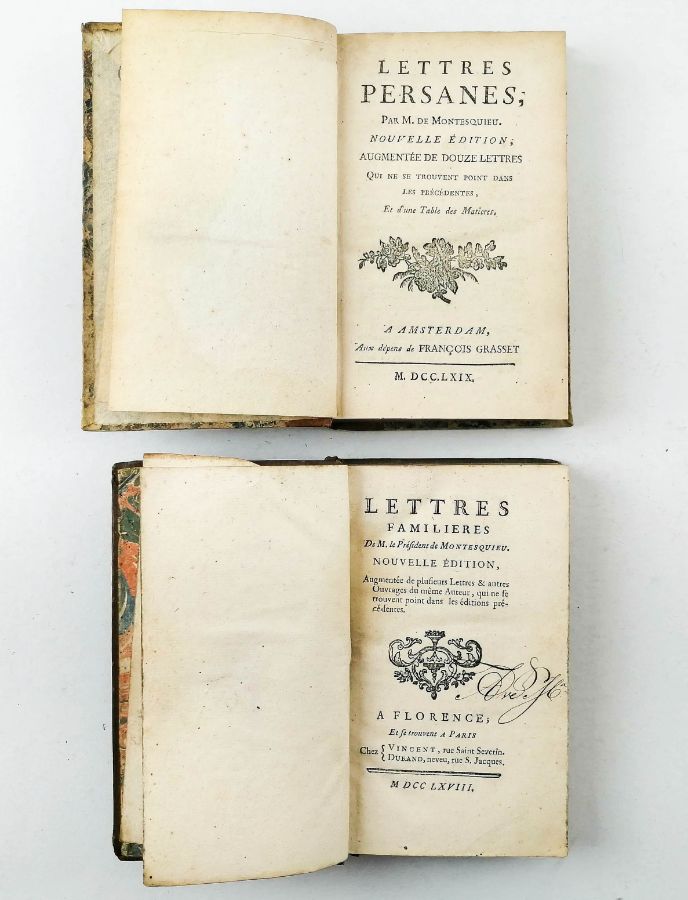 LETTRES
PERSANES;
PAR M. DE MONTESQUIEU.
NOUVELLE ÉDITION;
AUGMENTÉE DE DOUZE LETTRES
QUI NE SE TROUVENT POINT DANS
LES PRÉCÉDENTES,
Et d'une Table des Matieres.
A AMSTERDAM,
Aux dépens de FRANÇOIS GRASSET
M. DCC.LXIX.
LETTRES
FAMILIERES
De M. le Préſident de MONTESQUIEU.
NOUVELLE ÉDITION,
Augmentée de pluſieurs Lettres & autres
Ouvrages du même Auteur, qui ne ſe
trouvent point dans les éditions pré-
cédentes.
A FLORENCE;
Et ſe trouvent A PARIS
Chez { VINCENT, rue Saint Severin.
DURAND, neveu, rue S. Jacques.
M DCC LXVIII.